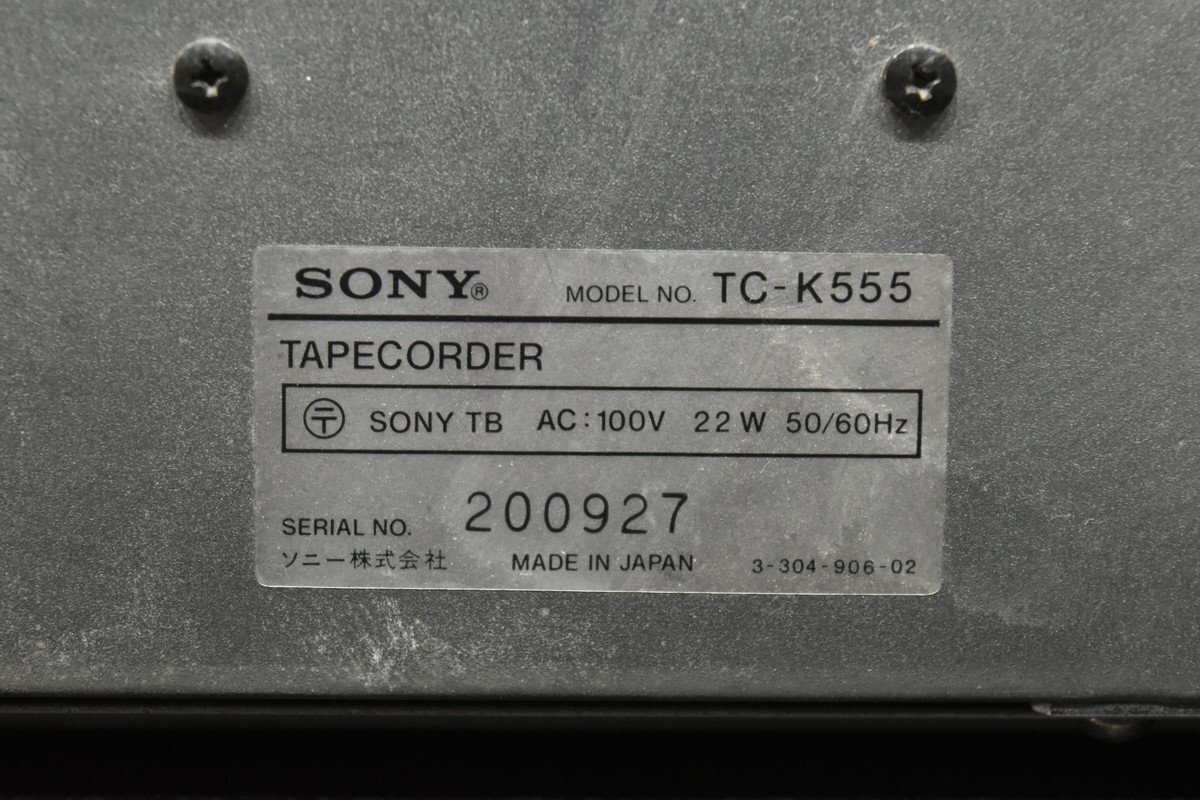 SONY® MODEL NO. TC-K555
TAPECORDER
〶 SONY TB AC:100V 22W 50/60Hz
SERIAL NO. 200927
ソニー株式会社 MADE IN JAPAN 3-304-906-02